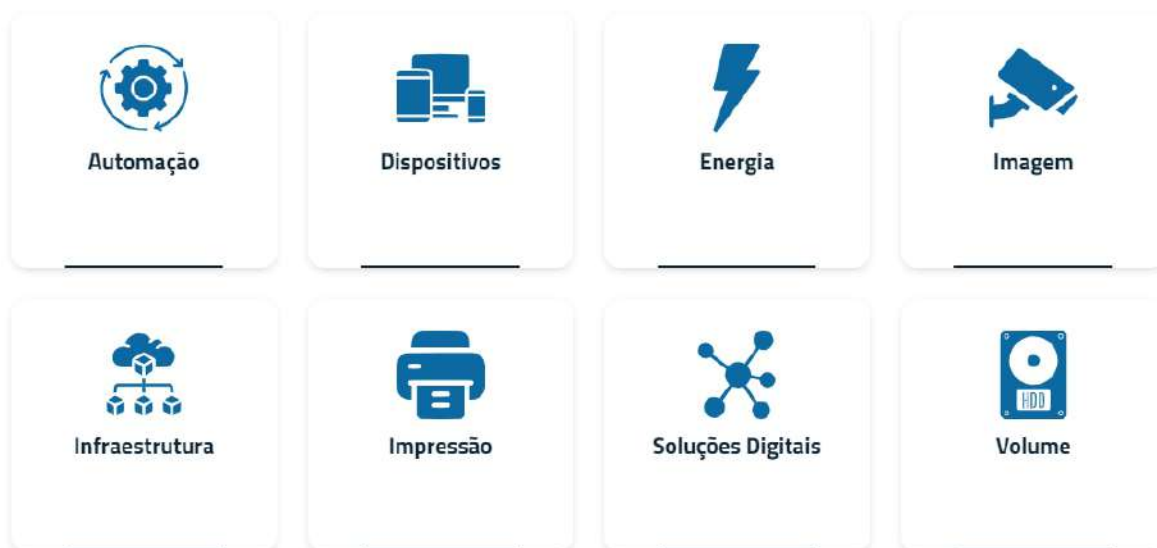 Automação
Dispositivos
Energia
Imagem
Infraestrutura
Impressão
Soluções Digitais
HDD
Volume